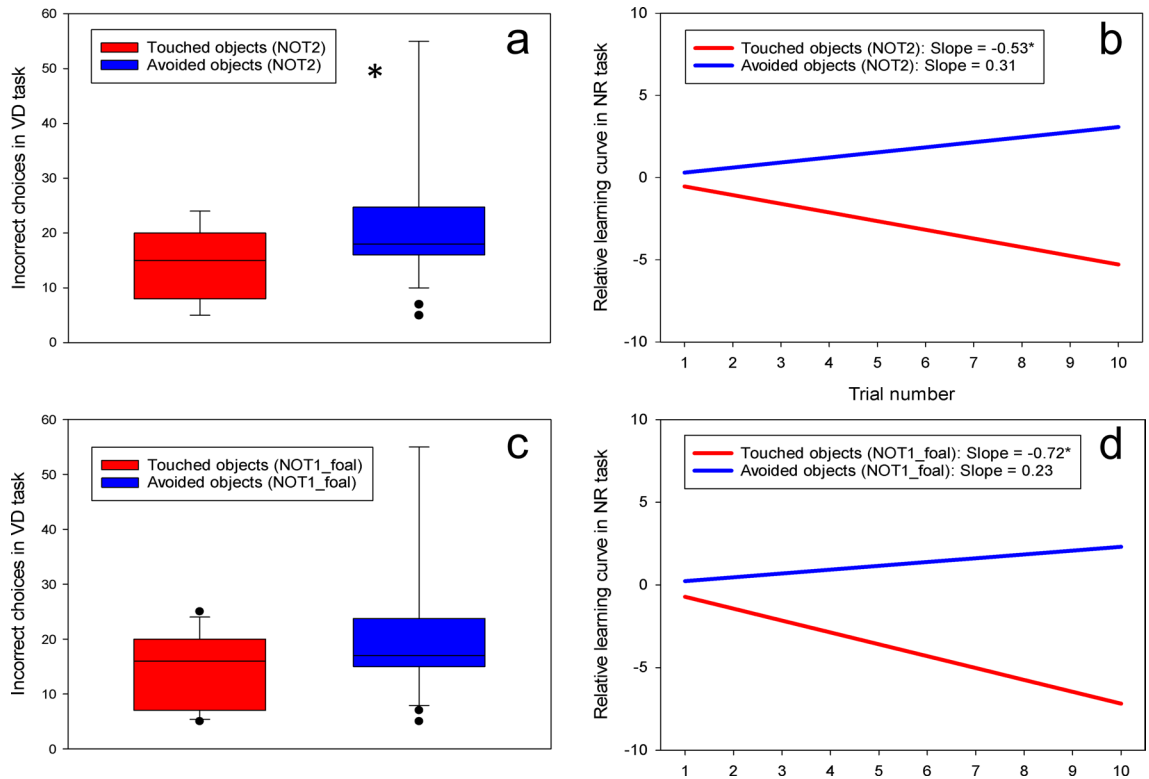 a
Touched objects (NOT2)
Avoided objects (NOT2)
*
Incorrect choices in VD task
60
50
40
30
20
10
0
b
Touched objects (NOT2): Slope = -0.53*
Avoided objects (NOT2): Slope = 0.31
Relative learning curve in NR task
10
5
0
-5
-10
1 2 3 4 5 6 7 8 9 10
Trial number
c
Touched objects (NOT1_foal)
Avoided objects (NOT1_foal)
Incorrect choices in VD task
60
50
40
30
20
10
0
d
Touched objects (NOT1_foal): Slope = -0.72*
Avoided objects (NOT1_foal): Slope = 0.23
Relative learning curve in NR task
10
5
0
-5
-10
1 2 3 4 5 6 7 8 9 10